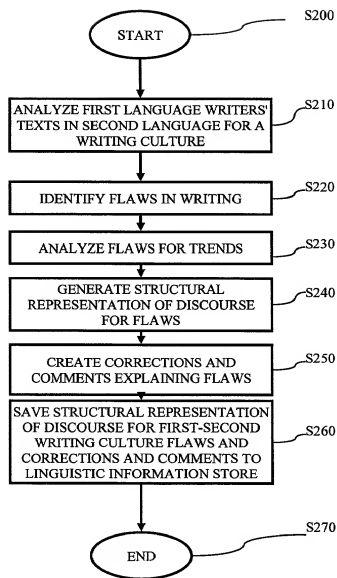 S200
START
S210
ANALYZE FIRST LANGUAGE WRITERS'
TEXTS IN SECOND LANGUAGE FOR A
WRITING CULTURE
S220
IDENTIFY FLAWS IN WRITING
S230
ANALYZE FLAWS FOR TRENDS
S240
GENERATE STRUCTURAL
REPRESENTATION OF DISCOURSE
FOR FLAWS
S250
CREATE CORRECTIONS AND
COMMENTS EXPLAINING FLAWS
SAVE STRUCTURAL REPRESENTATION
OF DISCOURSE FOR FIRST-SECOND
S260
WRITING CULTURE FLAWS AND
CORRECTIONS AND COMMENTS TO
LINGUISTIC INFORMATION STORE
S270
END